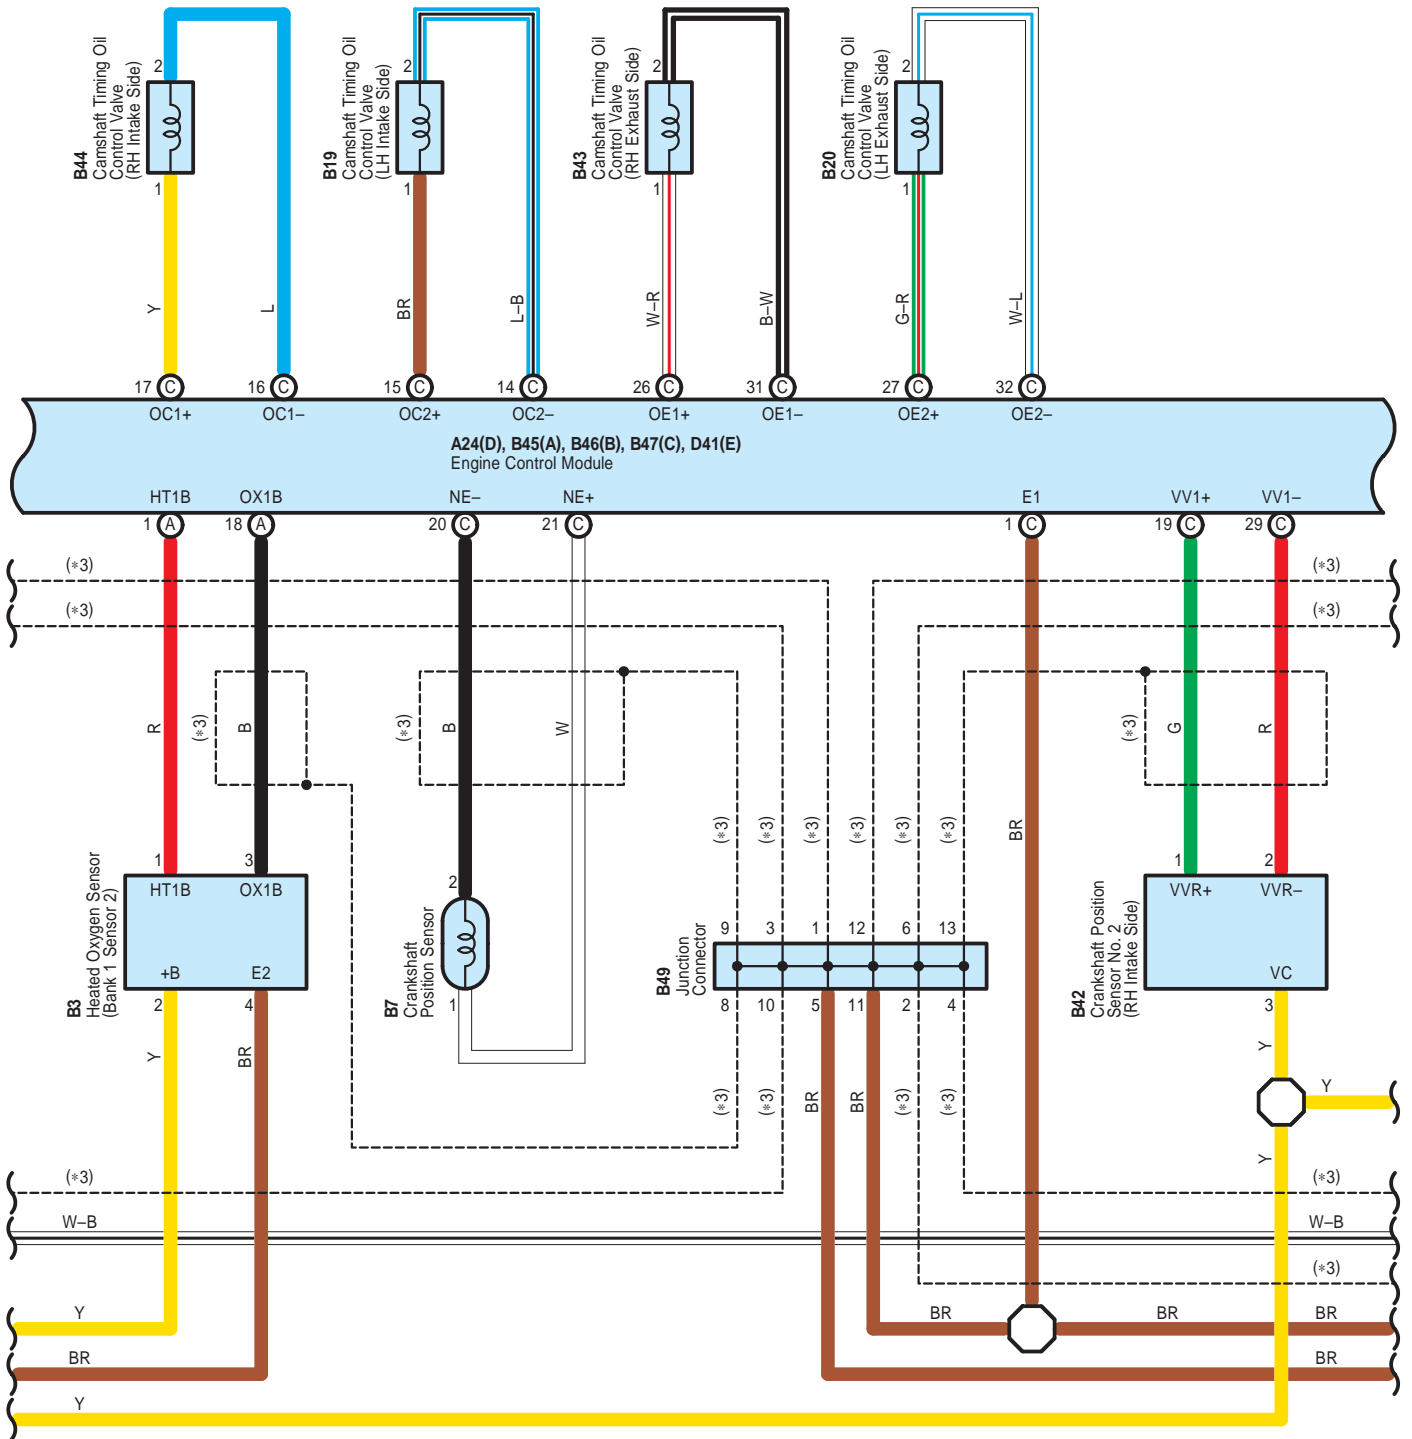 2
2
2
2
B44
Camshaft Timing Oil
Control Valve
(RH Intake Side)
B19
Camshaft Timing Oil
Control Valve
(LH Intake Side)
B43
Camshaft Timing Oil
Control Valve
(RH Exhaust Side)
B20
Camshaft Timing Oil
Control Valve
(LH Exhaust Side)
1
1
1
1
Y
L
BR
L–B
W–R
B–W
G–R
W–L
17 C
16 C
15 C
14 C
26 C
31 C
27 C
32 C
OC1+
OC1–
OC2+
OC2–
OE1+
OE1–
OE2+
OE2–
A24(D), B45(A), B46(B), B47(C), D41(E)
Engine Control Module
HT1B
OX1B
NE–
NE+
E1
VV1+
VV1–
1 A
18 A
20 C
21 C
1 C
19 C
29 C
(*3)
(*3)
(*3)
(*3)
R
(*3)
B
(*3)
B
W
(*3)
G
R
(*3)
(*3)
(*3)
(*3)
(*3)
(*3)
BR
1
3
2
1
2
HT1B
OX1B
VVR+
VVR–
B3
Heated Oxygen Sensor
(Bank 1 Sensor 2)
B7
Crankshaft
Position Sensor
9
3
1
12
6
13
B49
Junction
Connector
B42
Crankshaft Position
Sensor No. 2
(RH Intake Side)
+B
E2
VC
2
4
1
8
10
5
11
2
4
3
Y
BR
Y
(*3)
(*3)
BR
BR
(*3)
(*3)
Y
Y
(*3)
(*3)
W–B
W–B
(*3)
Y
BR
BR
BR
BR
BR
Y